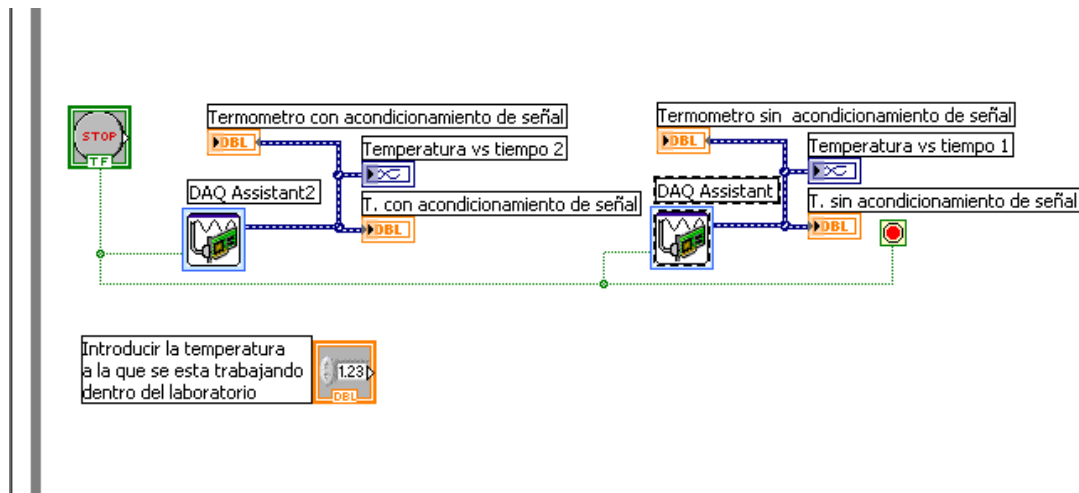 STOP
TF
Termometro con acondicionamiento de señal
DBL
Temperatura vs tiempo 2
DAQ Assistant2
T. con acondicionamiento de señal
DBL
Termometro sin acondicionamiento de señal
DBL
Temperatura vs tiempo 1
DAQ Assistant
T. sin acondicionamiento de señal
DBL
Introducir la temperatura
a la que se esta trabajando
dentro del laboratorio
1.23
DBL